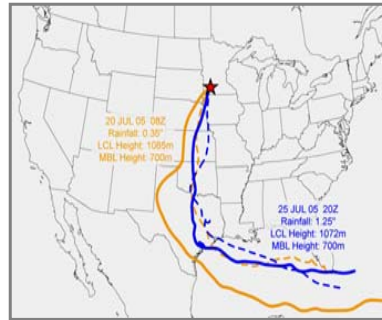 20 JUL 05 08Z
Rainfall: 0.35"
LCL Height: 1085m
MBL Height: 700m
25 JUL 05 20Z
Rainfall: 1.25"
LCL Height: 1072m
MBL Height: 700m